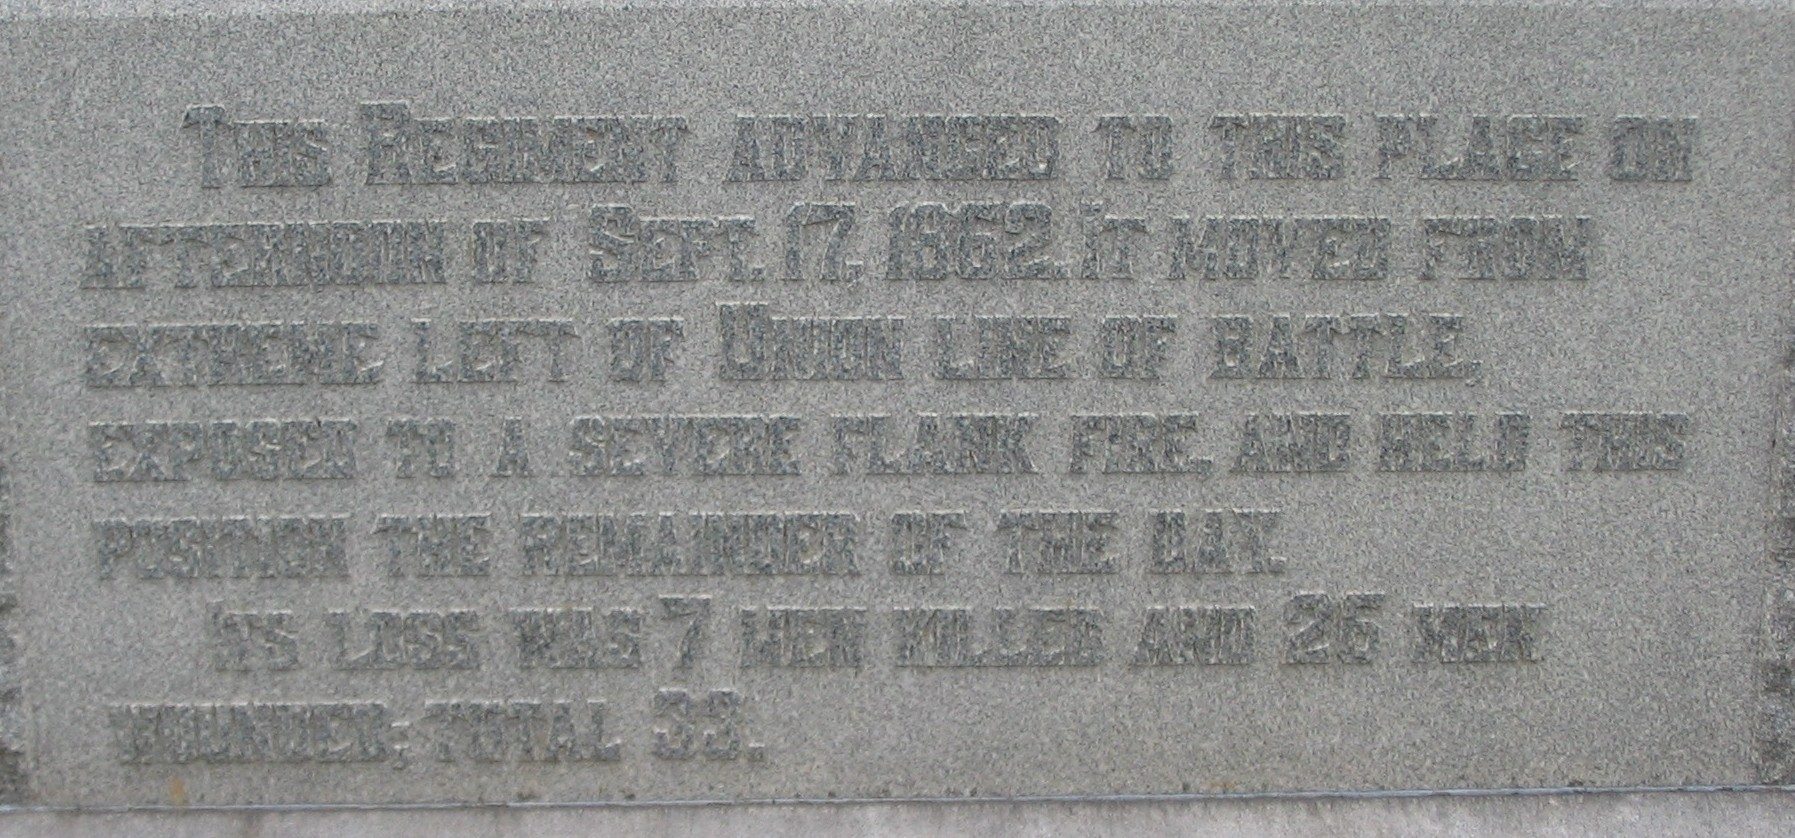 THIS REGIMENT ADVANCED TO THIS PLACE ON
AFTERNOON OF SEPT. 17, 1862. IT MOVED FROM
EXTREME LEFT OF UNION LINE OF BATTLE,
EXPOSED TO A SEVERE FLANK FIRE, AND HELD THIS
POSITION THE REMAINDER OF THE DAY.
ITS LOSS WAS 7 MEN KILLED AND 26 MEN
WOUNDED; TOTAL 33.